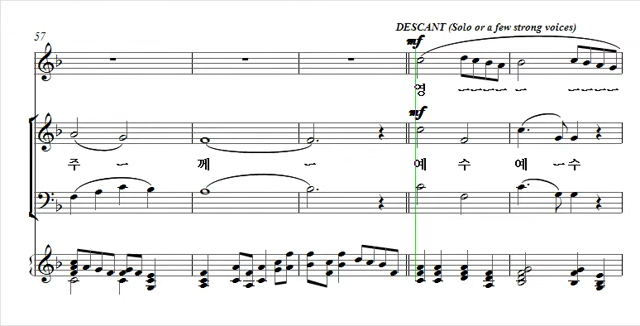 DESCANT (Solo or a few strong voices)
57
mf
영
mf
주 께 예 수 예 수